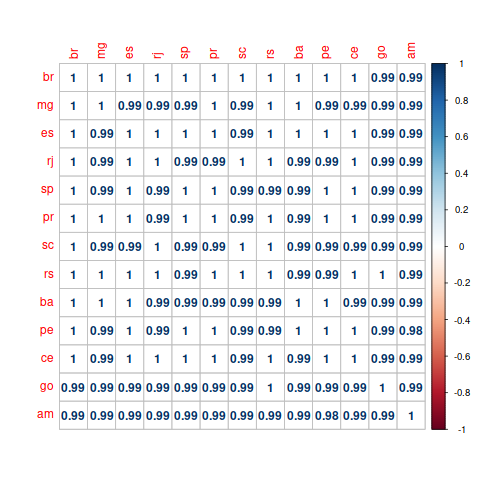 br mg es rj sp pr sc rs ba pe ce go am
br 1 1 1 1 1 1 1 1 1 1 1 0.99 0.99
mg 1 1 0.99 0.99 0.99 1 0.99 1 1 0.99 0.99 0.99 0.99
es 1 0.99 1 1 1 1 0.99 1 1 1 1 0.99 0.99
rj 1 0.99 1 1 0.99 0.99 1 1 0.99 0.99 1 0.99 0.99
sp 1 0.99 1 0.99 1 1 0.99 0.99 0.99 1 1 0.99 0.99
pr 1 1 1 0.99 1 1 0.99 1 0.99 1 1 0.99 0.99
sc 1 0.99 0.99 1 0.99 0.99 1 1 0.99 0.99 0.99 0.99 0.99
rs 1 1 1 1 0.99 1 1 1 0.99 0.99 1 1 0.99
ba 1 1 1 0.99 0.99 0.99 0.99 0.99 1 1 0.99 0.99 0.99
pe 1 0.99 1 0.99 1 1 0.99 0.99 1 1 1 0.99 0.98
ce 1 0.99 1 1 1 1 0.99 1 0.99 1 1 0.99 0.99
go 0.99 0.99 0.99 0.99 0.99 0.99 0.99 1 0.99 0.99 0.99 1 0.99
am 0.99 0.99 0.99 0.99 0.99 0.99 0.99 0.99 0.99 0.98 0.99 0.99 1
1
0.8
0.6
0.4
0.2
0
-0.2
-0.4
-0.6
-0.8
-1